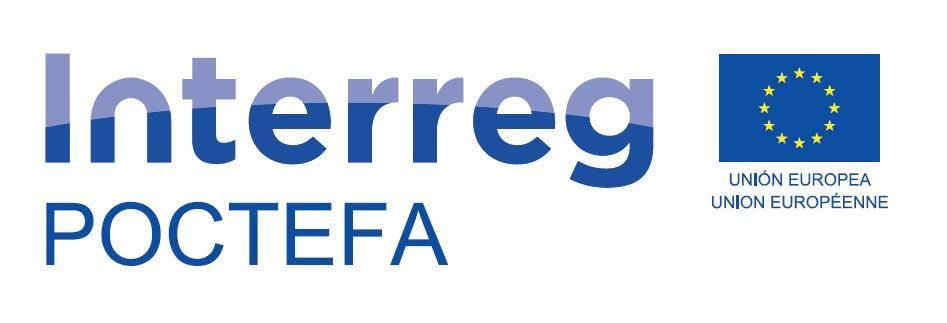 Interreg
POCTEFA
UNIÓN EUROPEA
UNION EUROPÉENNE